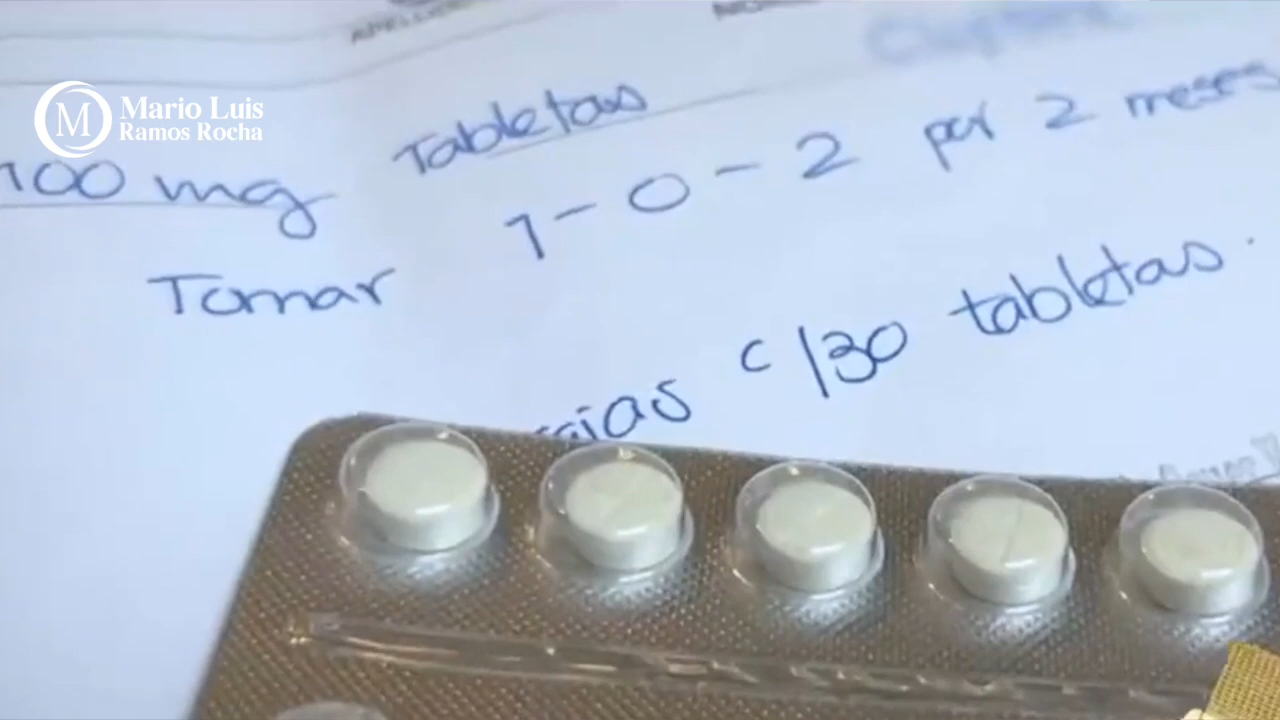 Mario Luis
Ramos Rocha
Tabletas
100 mg
Tomar 1-0-2 por 2 meses
c/30 tabletas.